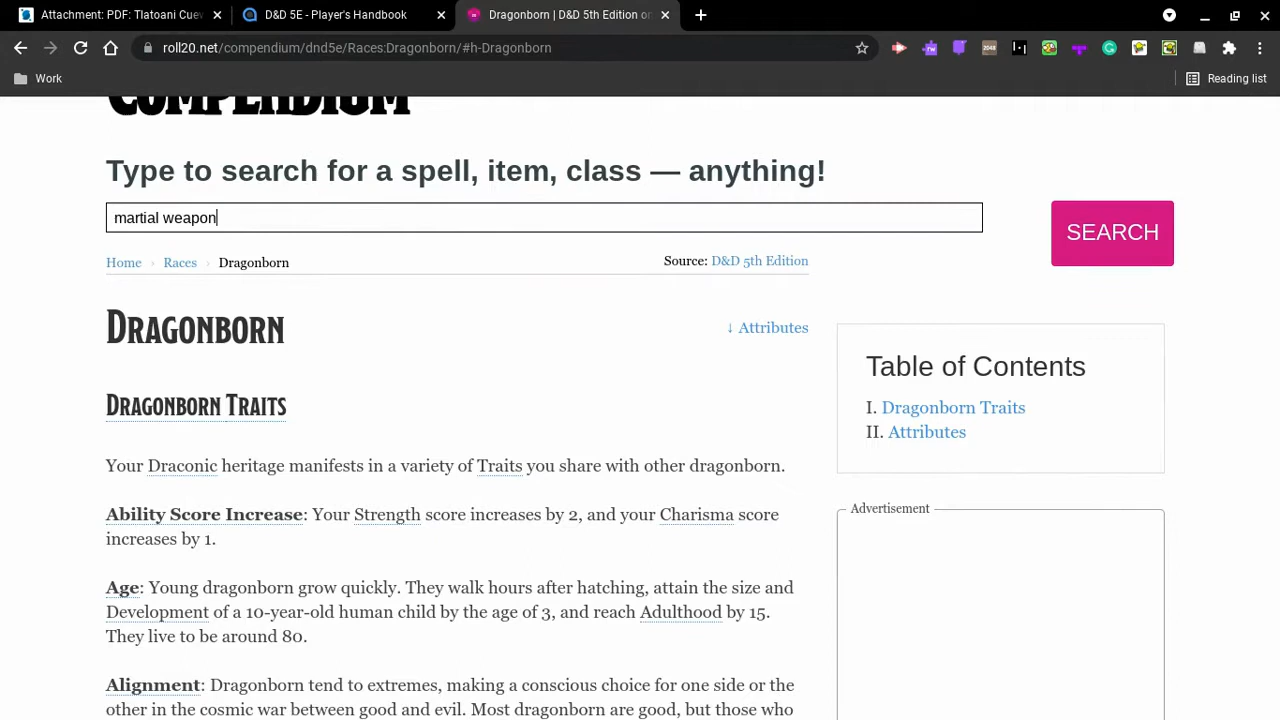 Attachment: PDF: Tlatoani Cuev
D&D 5E - Player's Handbook
Dragonborn | D&D 5th Edition on
roll20.net/compendium/dnd5e/Races:Dragonborn/#h-Dragonborn
Work
Reading list
COMPENDIUM
Type to search for a spell, item, class — anything!
martial weapon
SEARCH
Home › Races › Dragonborn
Source: D&D 5th Edition
Dragonborn
↓ Attributes
Table of Contents
I. Dragonborn Traits
II. Attributes
Dragonborn Traits
Your Draconic heritage manifests in a variety of Traits you share with other dragonborn.
Advertisement
Ability Score Increase: Your Strength score increases by 2, and your Charisma score
increases by 1.
Age: Young dragonborn grow quickly. They walk hours after hatching, attain the size and
Development of a 10-year-old human child by the age of 3, and reach Adulthood by 15.
They live to be around 80.
Alignment: Dragonborn tend to extremes, making a conscious choice for one side or the
other in the cosmic war between good and evil. Most dragonborn are good, but those who